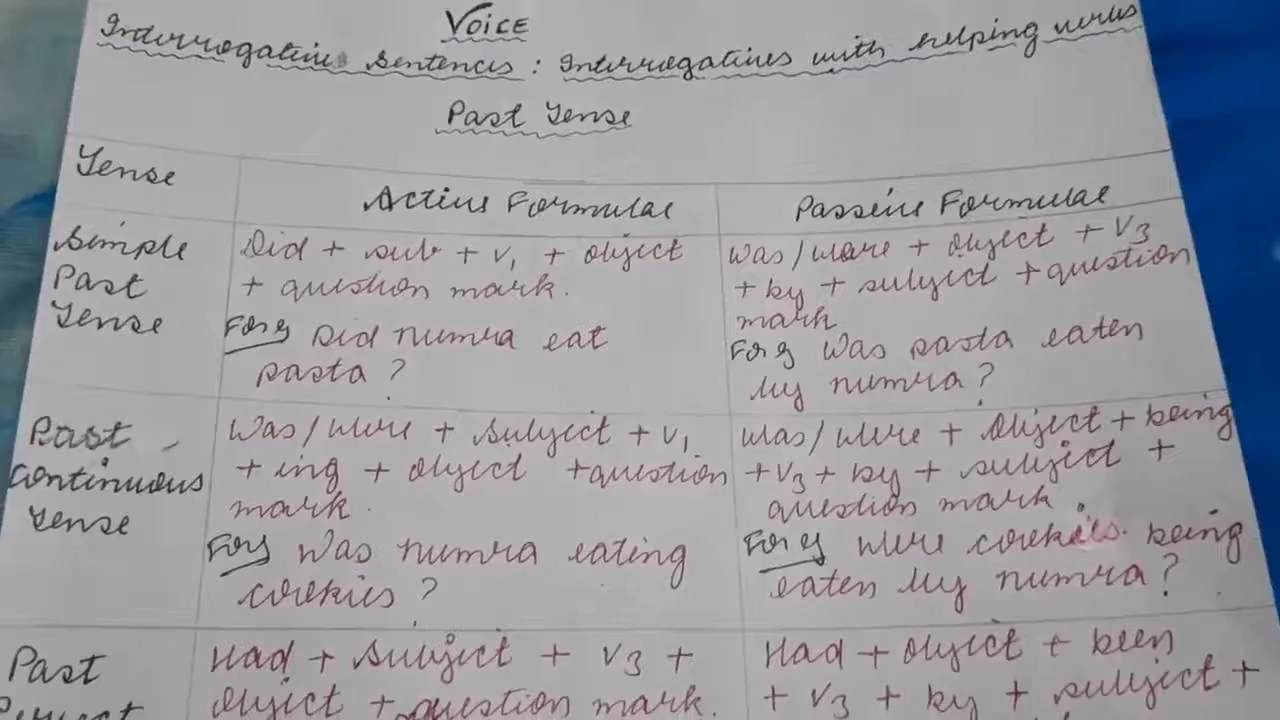 Voice
Interrogative Sentences : Interrogatives with helping verbs
Past Tense
Tense
Active Formulae
Passive Formulae
Simple
Past
Tense
Did + sub + V1 + object
+ question mark.
For eg Did numra eat
pasta ?
Was/were + object + V3
+ by + subject + question
mark
For eg Was pasta eaten
by numra ?
Past
Continuous
Tense
Was/were + subject + V1
+ ing + object + question
mark.
For eg Was numra eating
cookies ?
Was/were + object + being
+ V3 + by + subject +
question mark.
For eg Were cookies being
eaten by numra ?
Past
Had + subject + V3 +
object + question mark.
Had + object + been
+ V3 + by + subject +